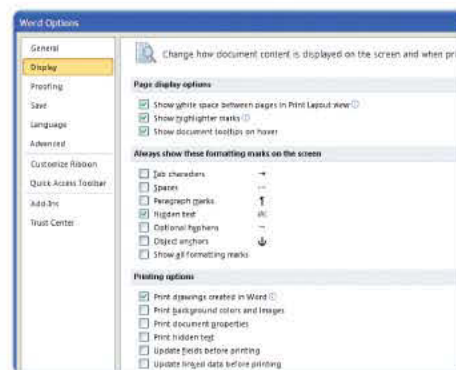 Word Options
General
Display
Proofing
Save
Language
Advanced
Customize Ribbon
Quick Access Toolbar
Add-Ins
Trust Center
Change how document content is displayed on the screen and when pri
Page display options
Show white space between pages in Print Layout view
Show highlighter marks
Show document tooltips on hover
Always show these formatting marks on the screen
Tab characters →
Spaces ···
Paragraph marks ¶
Hidden text abc
Optional hyphens ¬
Object anchors
Show all formatting marks
Printing options
Print drawings created in Word
Print background colors and images
Print document properties
Print hidden text
Update fields before printing
Update linked data before printing